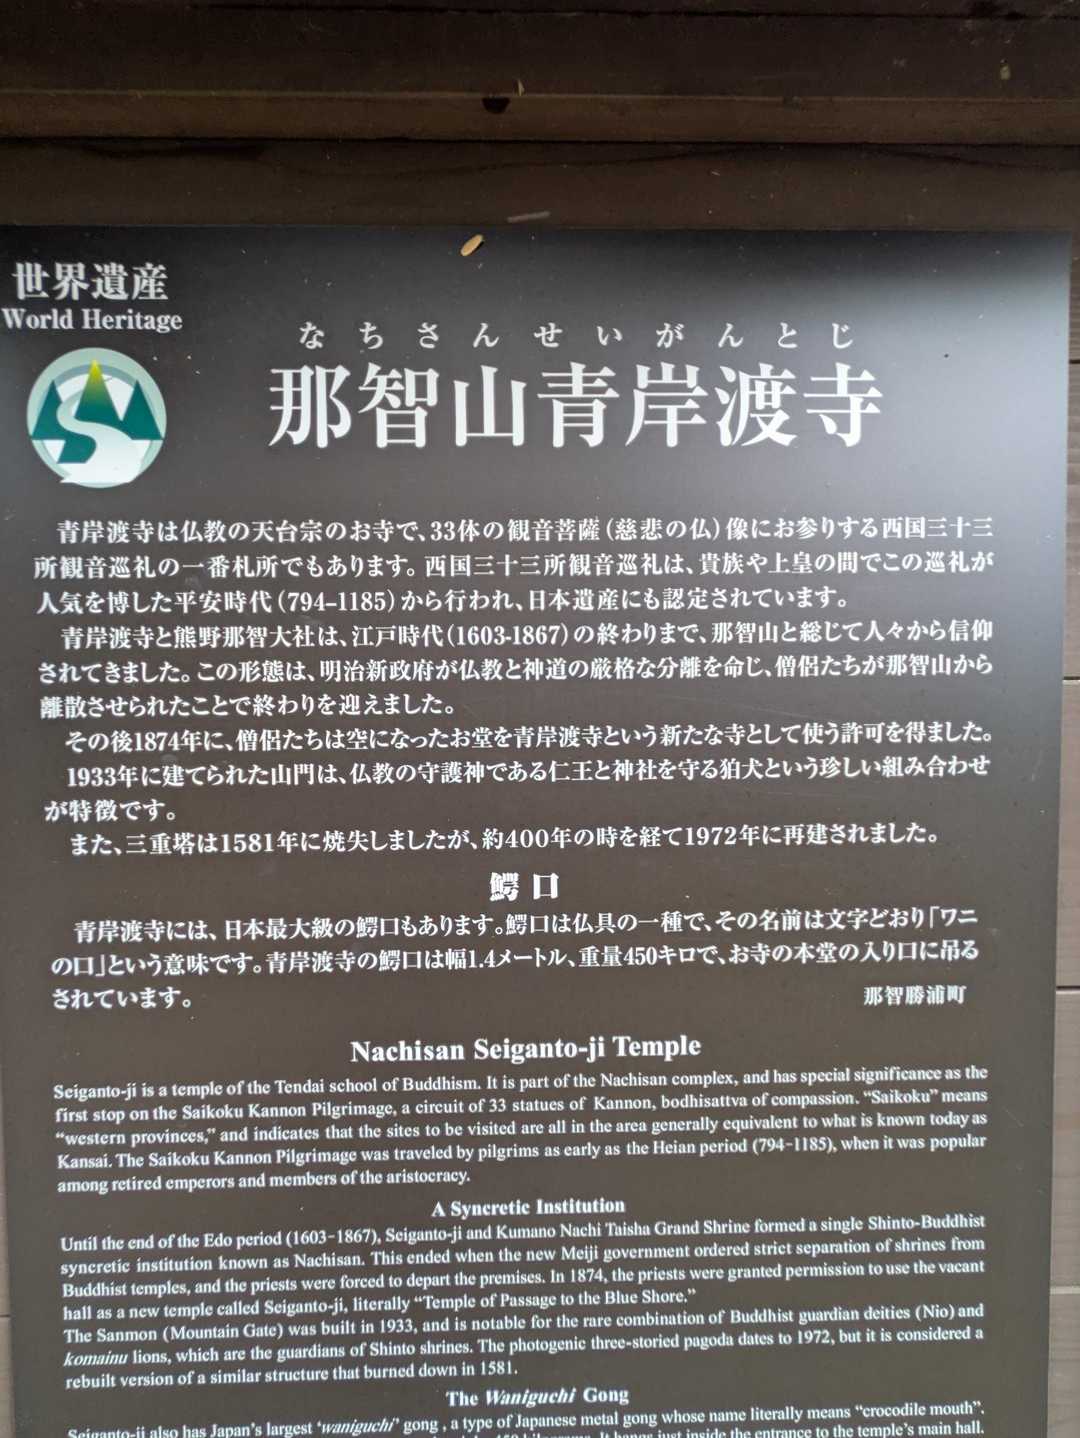 世界遺産
World Heritage
なちさんせいがんとじ
那智山青岸渡寺
青岸渡寺は仏教の天台宗のお寺で、33体の観音菩薩(慈悲の仏)像にお参りする西国三十三
所観音巡礼の一番札所でもあります。西国三十三所観音巡礼は、貴族や上皇の間でこの巡礼が
人気を博した平安時代(794–1185)から行われ、日本遺産にも認定されています。
青岸渡寺と熊野那智大社は、江戸時代(1603-1867)の終わりまで、那智山と総じて人々から信仰
されてきました。この形態は、明治新政府が仏教と神道の厳格な分離を命じ、僧侶たちが那智山から
離散させられたことで終わりを迎えました。
その後1874年に、僧侶たちは空になったお堂を青岸渡寺という新たな寺として使う許可を得ました。
1933年に建てられた山門は、仏教の守護神である仁王と神社を守る狛犬という珍しい組み合わせ
が特徴です。
また、三重塔は1581年に焼失しましたが、約400年の時を経て1972年に再建されました。
鰐口
青岸渡寺には、日本最大級の鰐口もあります。鰐口は仏具の一種で、その名前は文字どおり「ワニ
の口」という意味です。青岸渡寺の鰐口は幅1.4メートル、重量450キロで、お寺の本堂の入り口に吊る
されています。
那智勝浦町
Nachisan Seiganto-ji Temple
Seiganto-ji is a temple of the Tendai school of Buddhism. It is part of the Nachisan complex, and has special significance as the
first stop on the Saikoku Kannon Pilgrimage, a circuit of 33 statues of Kannon, bodhisattva of compassion. “Saikoku” means
“western provinces,” and indicates that the sites to be visited are all in the area generally equivalent to what is known today as
Kansai. The Saikoku Kannon Pilgrimage was traveled by pilgrims as early as the Heian period (794-1185), when it was popular
among retired emperors and members of the aristocracy.
A Syncretic Institution
Until the end of the Edo period (1603-1867), Seiganto-ji and Kumano Nachi Taisha Grand Shrine formed a single Shinto-Buddhist
syncretic institution known as Nachisan. This ended when the new Meiji government ordered strict separation of shrines from
Buddhist temples, and the priests were forced to depart the premises. In 1874, the priests were granted permission to use the vacant
hall as a new temple called Seiganto-ji, literally “Temple of Passage to the Blue Shore.”
The Sanmon (Mountain Gate) was built in 1933, and is notable for the rare combination of Buddhist guardian deities (Nio) and
komainu lions, which are the guardians of Shinto shrines. The photogenic three-storied pagoda dates to 1972, but it is considered a
rebuilt version of a similar structure that burned down in 1581.
The Waniguchi Gong
Seiganto-ji also has Japan's largest ‘waniguchi’ gong , a type of Japanese metal gong whose name literally means “crocodile mouth”.
It hangs just inside the entrance to the temple's main hall.